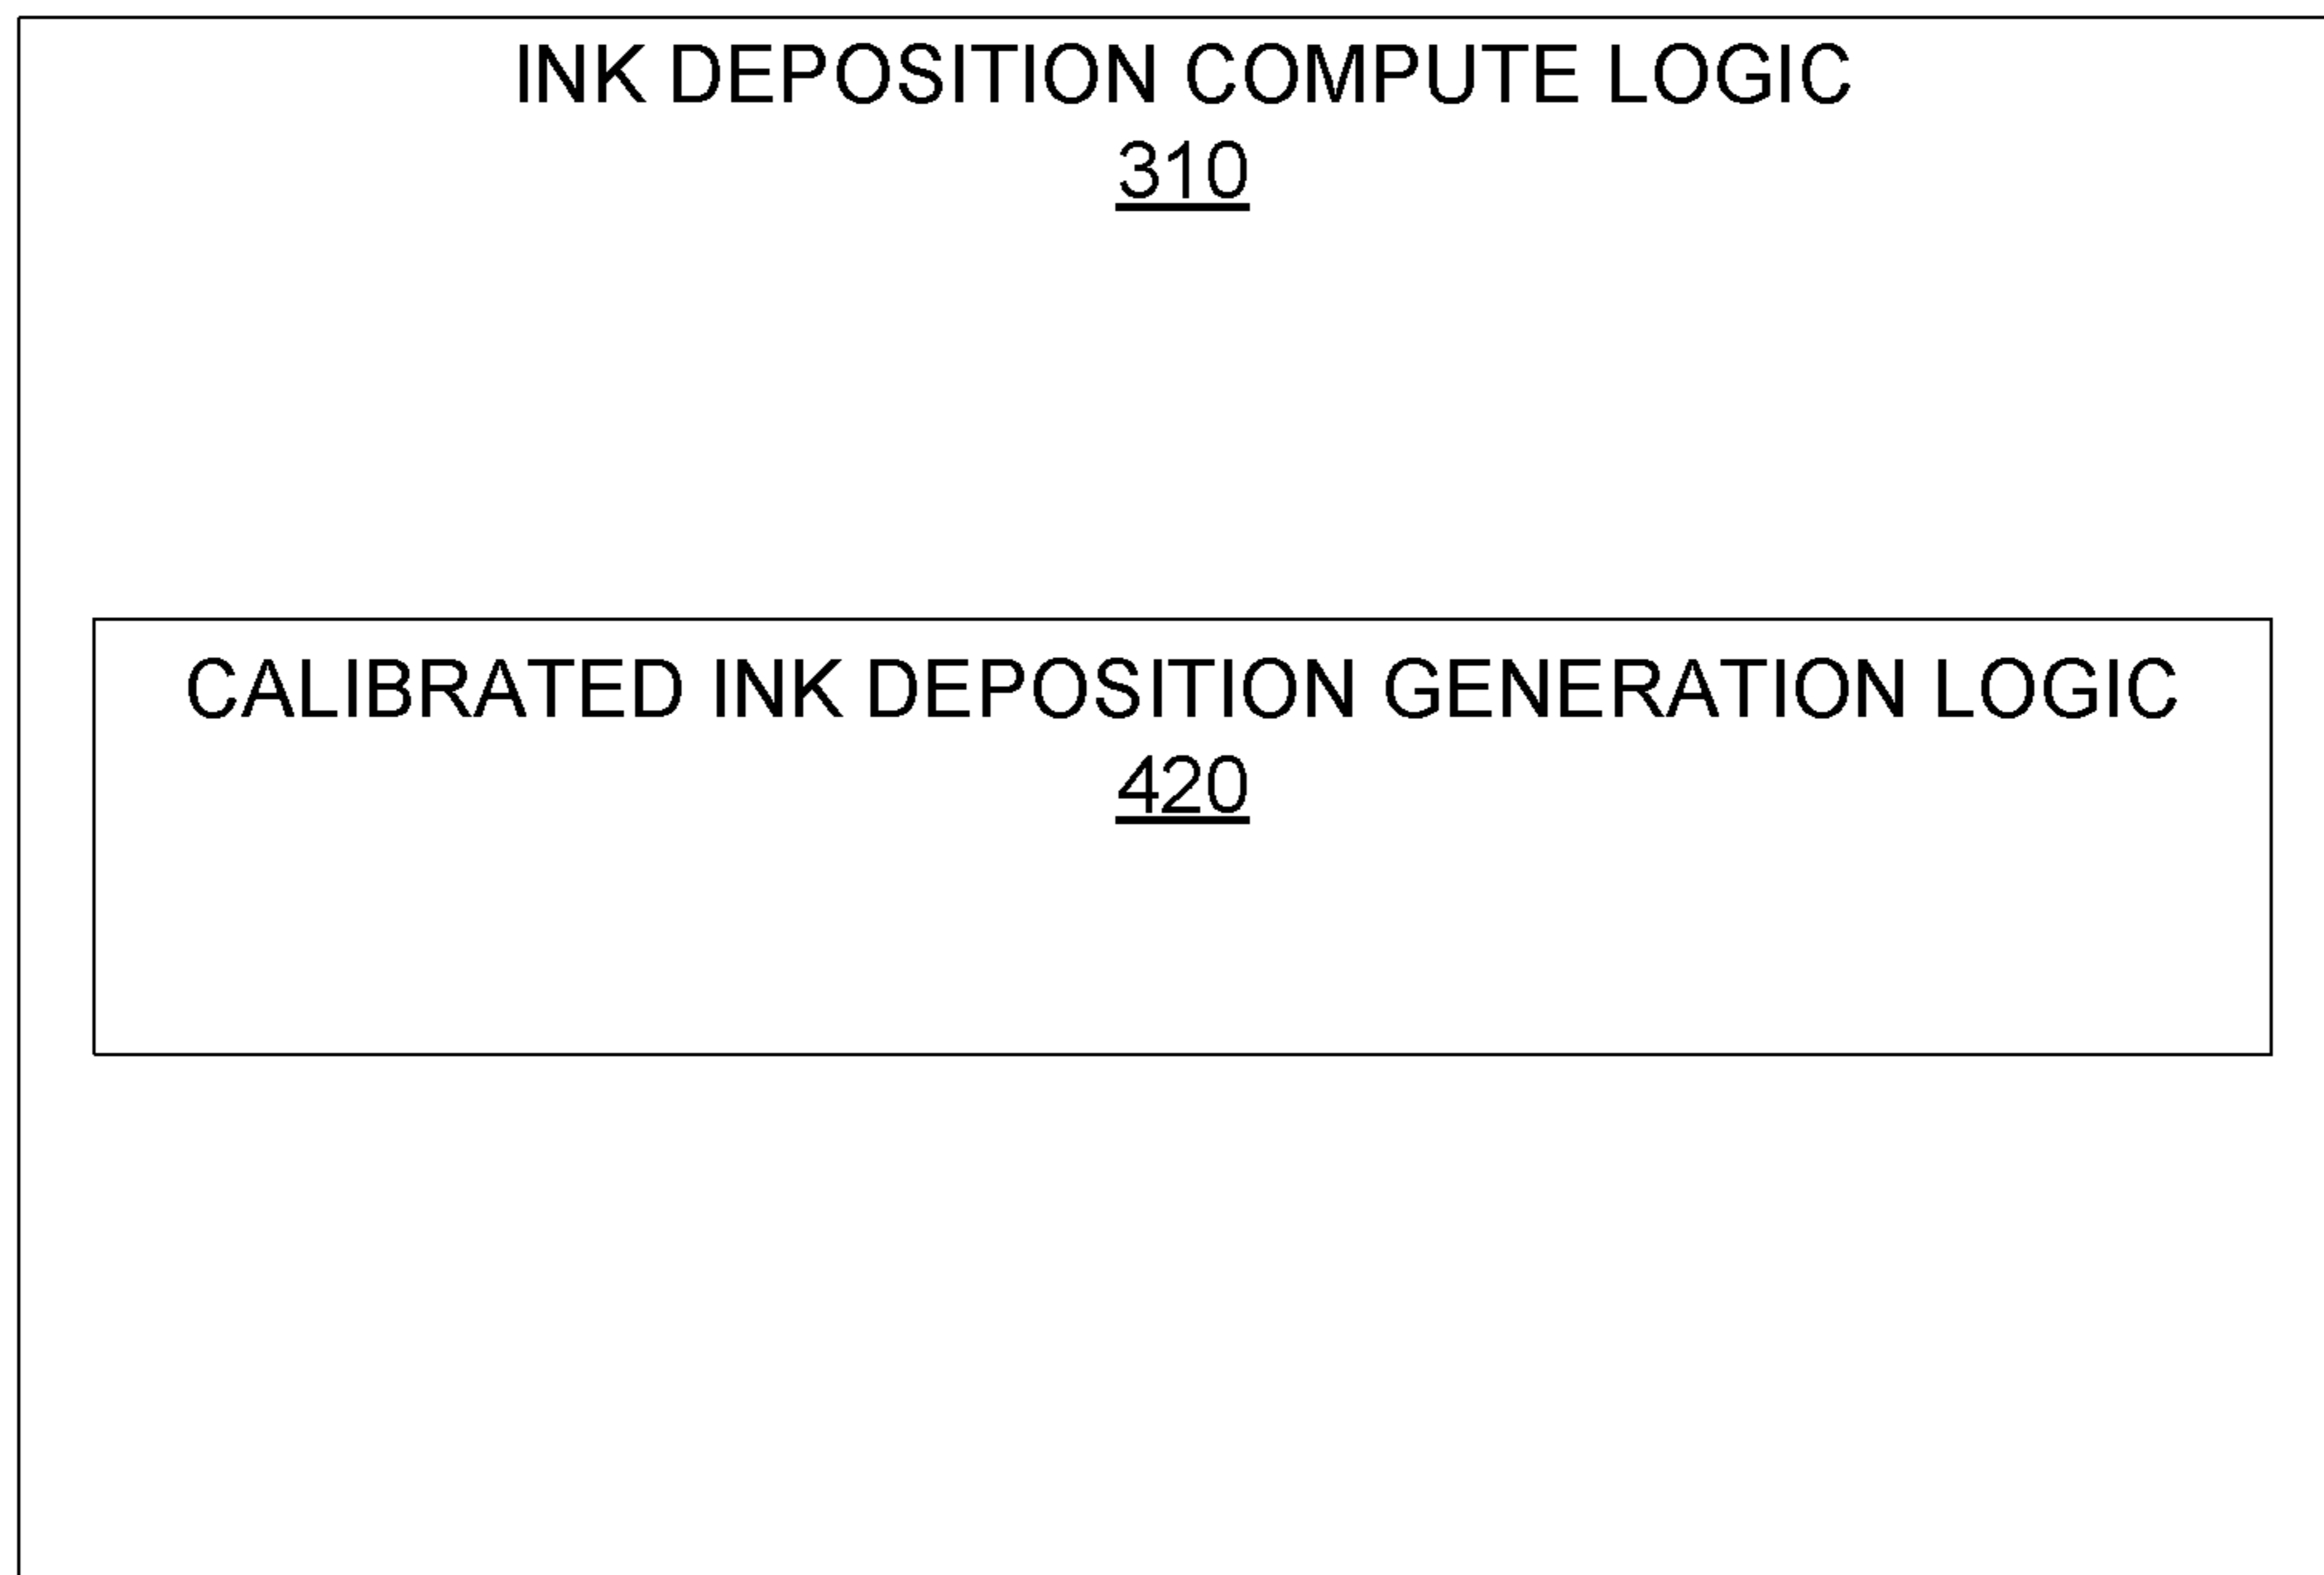 INK DEPOSITION COMPUTE LOGIC
310
CALIBRATED INK DEPOSITION GENERATION LOGIC
420